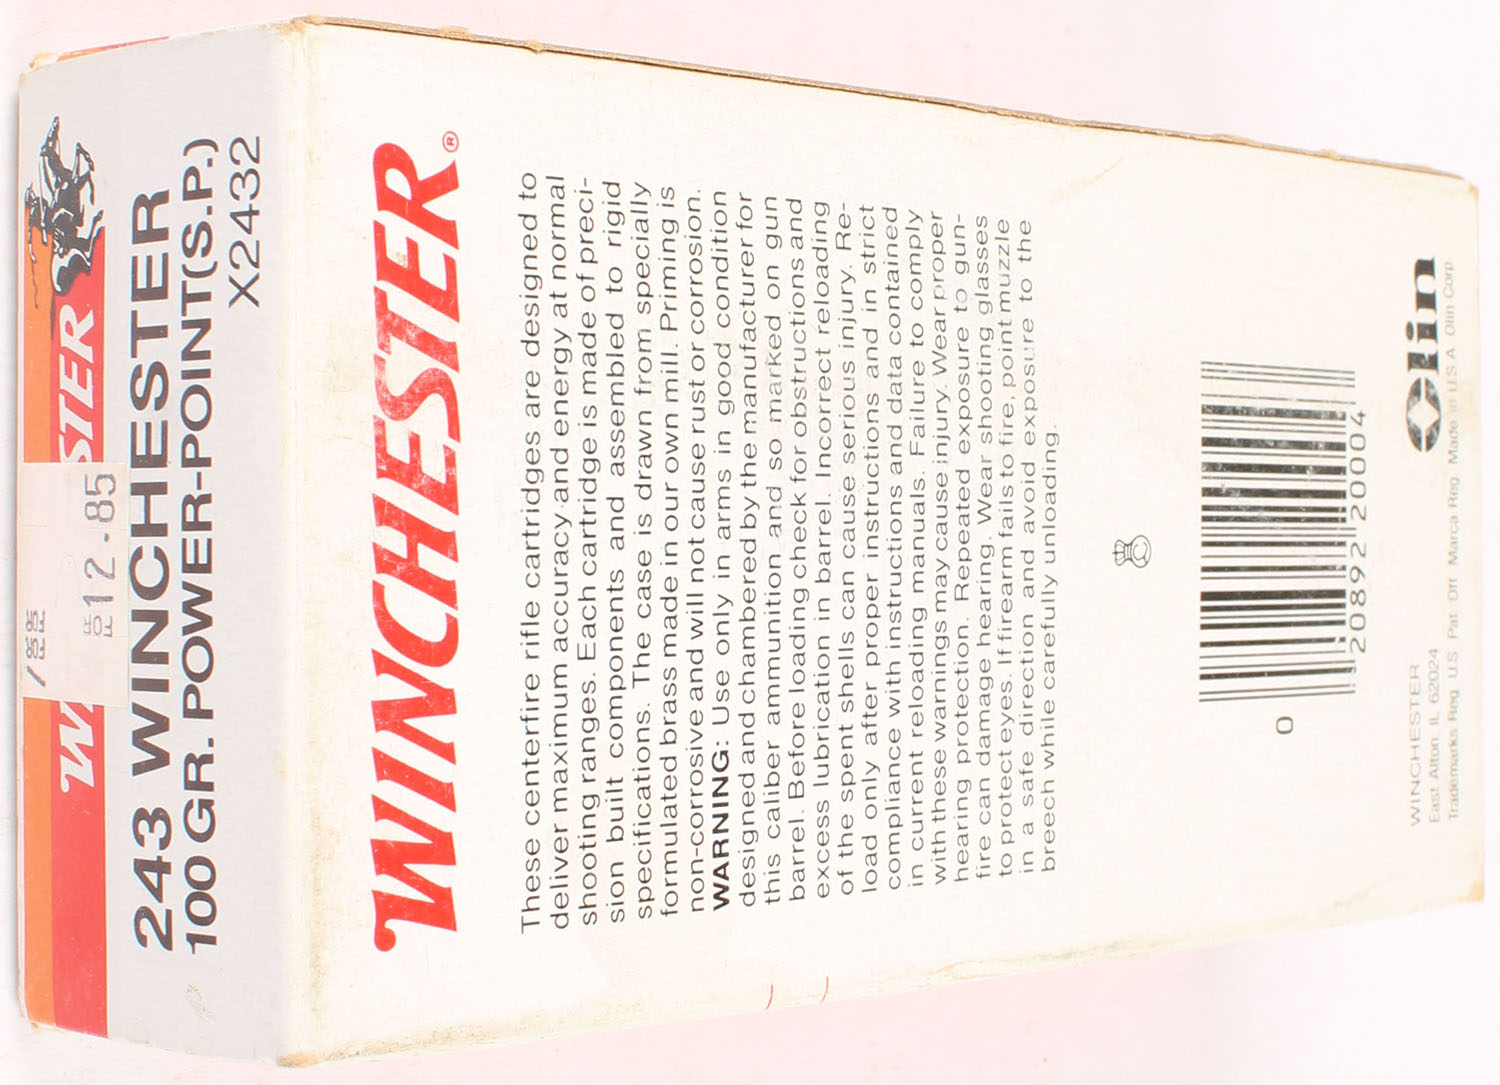 WINCHESTER
FOR
FOR
FOR 12.85
243 WINCHESTER
100 GR. POWER-POINT(S.P.)
X2432
WINCHESTER®
These centerfire rifle cartridges are designed to
deliver maximum accuracy and energy at normal
shooting ranges. Each cartridge is made of preci-
sion built components and assembled to rigid
specifications. The case is drawn from specially
formulated brass made in our own mill. Priming is
non-corrosive and will not cause rust or corrosion.
WARNING: Use only in arms in good condition
designed and chambered by the manufacturer for
this caliber ammunition and so marked on gun
barrel. Before loading check for obstructions and
excess lubrication in barrel. Incorrect reloading
of the spent shells can cause serious injury. Re-
load only after proper instructions and in strict
compliance with instructions and data contained
in current reloading manuals. Failure to comply
with these warnings may cause injury. Wear proper
hearing protection. Repeated exposure to gun-
fire can damage hearing. Wear shooting glasses
to protect eyes. If firearm fails to fire, point muzzle
in a safe direction and avoid exposure to the
breech while carefully unloading.
C
0 20892 20004
Olin
WINCHESTER
East Alton IL 62024
Trademarks Reg U.S. Pat Off Marca Reg Made in U.S.A. Olin Corp